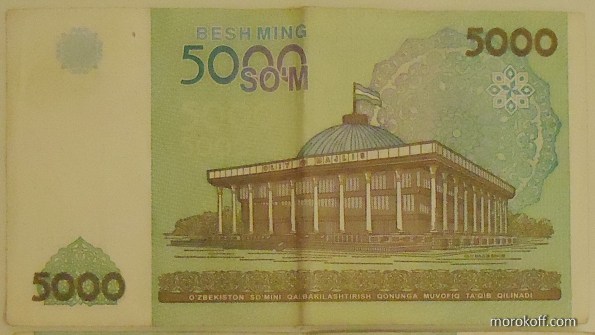 BESH MING
5000
SO'M
5000
OLIY MAJLIS
5000
O'ZBEKISTON SO'MINI QALBAKILASHTIRISH QONUNGA MUVOFIQ TA'QIB QILINADI
morokoff.com